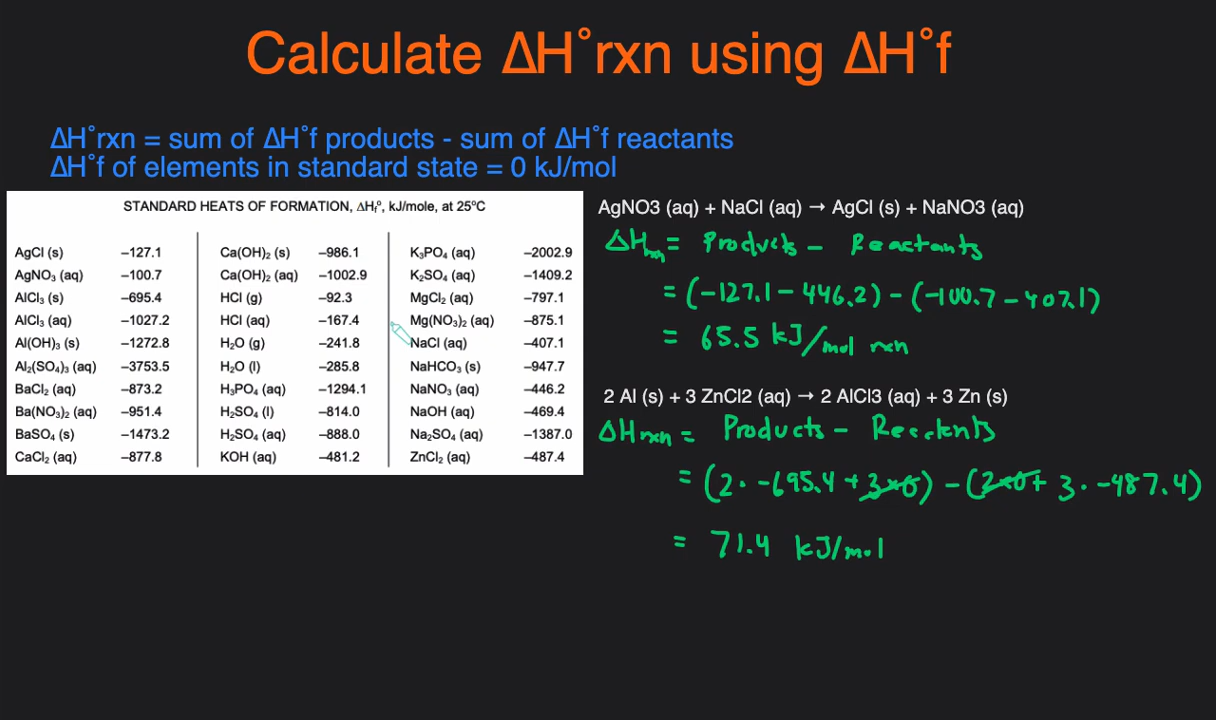 Calculate ΔH˚rxn using ΔH˚f
ΔH˚rxn = sum of ΔH˚f products - sum of ΔH˚f reactants
ΔH˚f of elements in standard state = 0 kJ/mol
STANDARD HEATS OF FORMATION, ΔHf°, kJ/mole, at 25°C
AgCl (s) –127.1 Ca(OH)₂ (s) –986.1 K₃PO₄ (aq) –2002.9
AgNO₃ (aq) –100.7 Ca(OH)₂ (aq) –1002.9 K₂SO₄ (aq) –1409.2
AlCl₃ (s) –695.4 HCl (g) –92.3 MgCl₂ (aq) –797.1
AlCl₃ (aq) –1027.2 HCl (aq) –167.4 Mg(NO₃)₂ (aq) –875.1
Al(OH)₃ (s) –1272.8 H₂O (g) –241.8 NaCl (aq) –407.1
Al₂(SO₄)₃ (aq) –3753.5 H₂O (l) –285.8 NaHCO₃ (s) –947.7
BaCl₂ (aq) –873.2 H₃PO₄ (aq) –1294.1 NaNO₃ (aq) –446.2
Ba(NO₃)₂ (aq) –951.4 H₂SO₄ (l) –814.0 NaOH (aq) –469.4
BaSO₄ (s) –1473.2 H₂SO₄ (aq) –888.0 Na₂SO₄ (aq) –1387.0
CaCl₂ (aq) –877.8 KOH (aq) –481.2 ZnCl₂ (aq) –487.4
AgNO3 (aq) + NaCl (aq) → AgCl (s) + NaNO3 (aq)
ΔHrxn = Products – Reactants
= (-127.1 - 446.2) - (-100.7 - 407.1)
= 65.5 kJ/mol rxn
2 Al (s) + 3 ZnCl2 (aq) → 2 AlCl3 (aq) + 3 Zn (s)
ΔHrxn = Products – Reactants
= (2 · -695.4 + 3×0) - (2×0 + 3 · -487.4)
= 71.4 kJ/mol